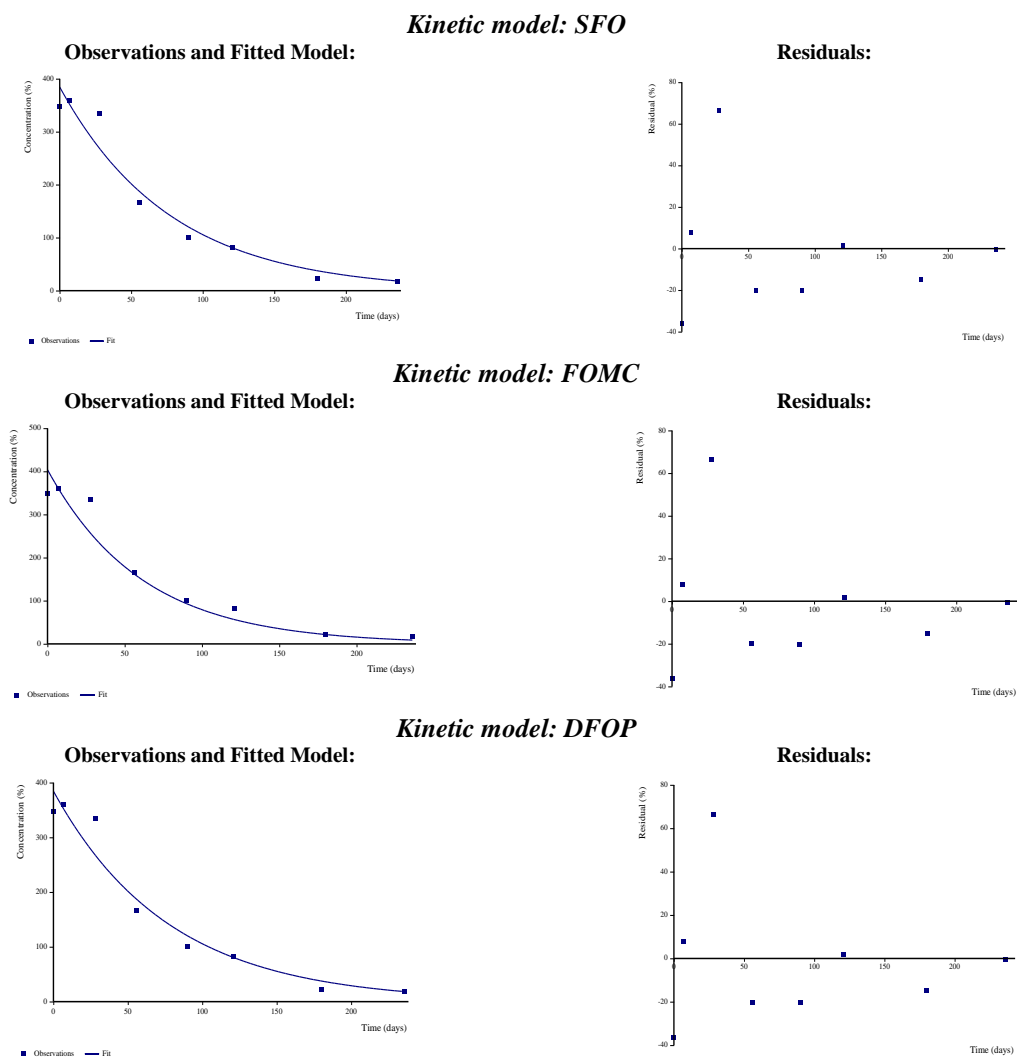 Kinetic model: SFO
Observations and Fitted Model:
Residuals:
Concentration (%)
400
300
200
100
0
0 50 100 150 200
Time (days)
Observations Fit
Residual (%)
80
60
40
20
0
-20
-40
0 50 100 150 200
Time (days)
Kinetic model: FOMC
Observations and Fitted Model:
Residuals:
Concentration (%)
500
400
300
200
100
0
0 50 100 150 200
Time (days)
Observations Fit
Residual (%)
80
60
40
20
0
-20
-40
0 50 100 150 200
Time (days)
Kinetic model: DFOP
Observations and Fitted Model:
Residuals:
Concentration (%)
400
300
200
100
0
0 50 100 150 200
Time (days)
Observations Fit
Residual (%)
80
60
40
20
0
-20
-40
0 50 100 150 200
Time (days)